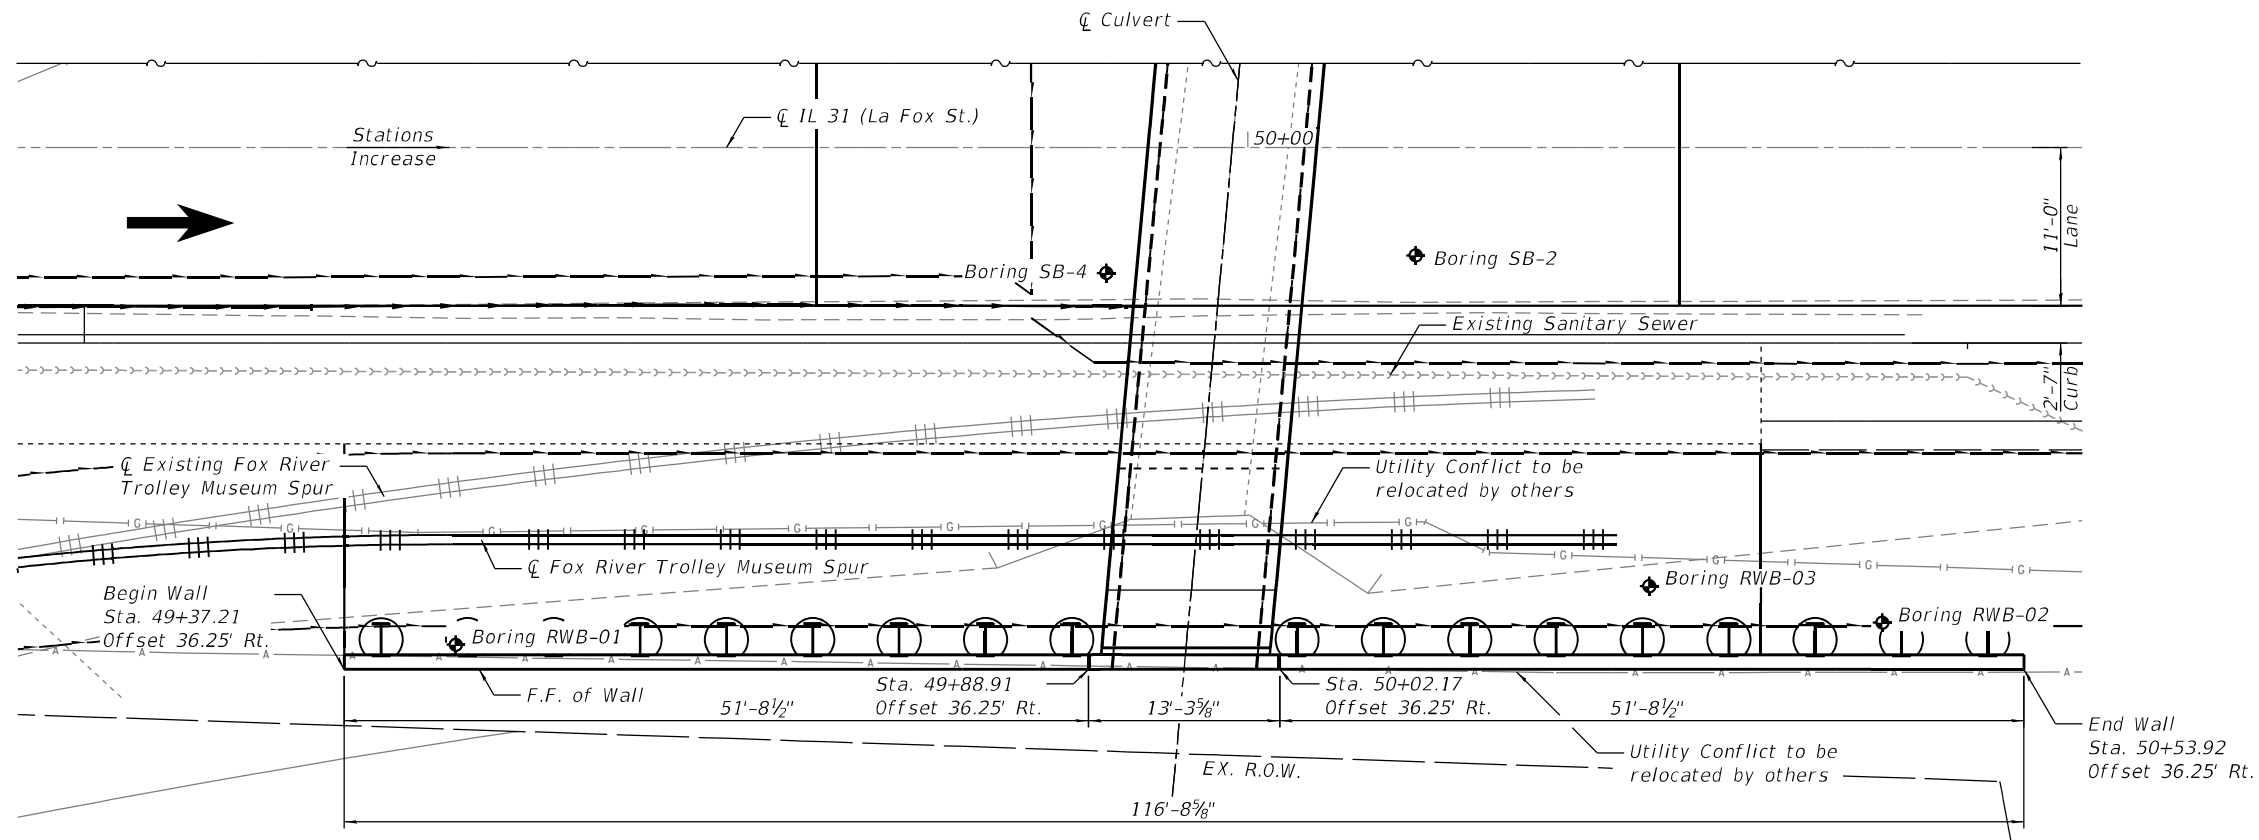 ℄ Culvert
℄ IL 31 (La Fox St.)
Stations
Increase
50+00
11'-0"
Lane
Boring SB-4
Boring SB-2
Existing Sanitary Sewer
2'-7"
Curb
℄ Existing Fox River
Trolley Museum Spur
Utility Conflict to be
relocated by others
G G G G G G G G G G G G G
℄ Fox River Trolley Museum Spur
Begin Wall
Sta. 49+37.21
Offset 36.25' Rt.
Boring RWB-03
Boring RWB-02
Boring RWB-01
A A A A A A A A A A A A A A A A A A A A
F.F. of Wall
Sta. 49+88.91
Offset 36.25' Rt.
Sta. 50+02.17
Offset 36.25' Rt.
51'-8½"
13'-3⅝"
51'-8½"
End Wall
Sta. 50+53.92
Offset 36.25' Rt.
Utility Conflict to be
relocated by others
EX. R.O.W.
116'-8⅝"